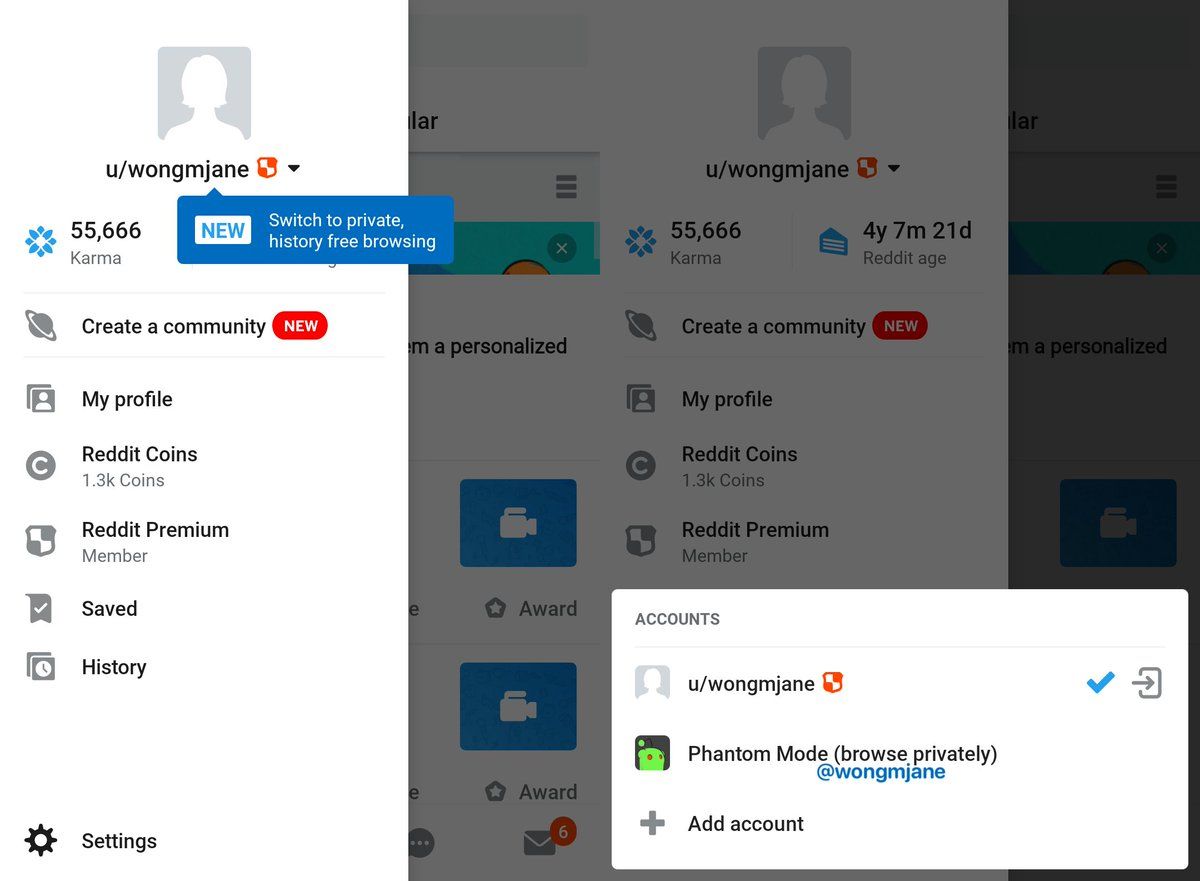 u/wongmjane
55,666
Karma
NEW
Switch to private,
history free browsing
Create a community NEW
My profile
Reddit Coins
1.3k Coins
Reddit Premium
Member
Saved
History
Settings
lar
em a personalized
e
Award
e
Award
6
u/wongmjane
55,666
Karma
4y 7m 21d
Reddit age
Create a community NEW
My profile
Reddit Coins
1.3k Coins
Reddit Premium
Member
lar
em a personalized
ACCOUNTS
u/wongmjane
Phantom Mode (browse privately)
@wongmjane
Add account